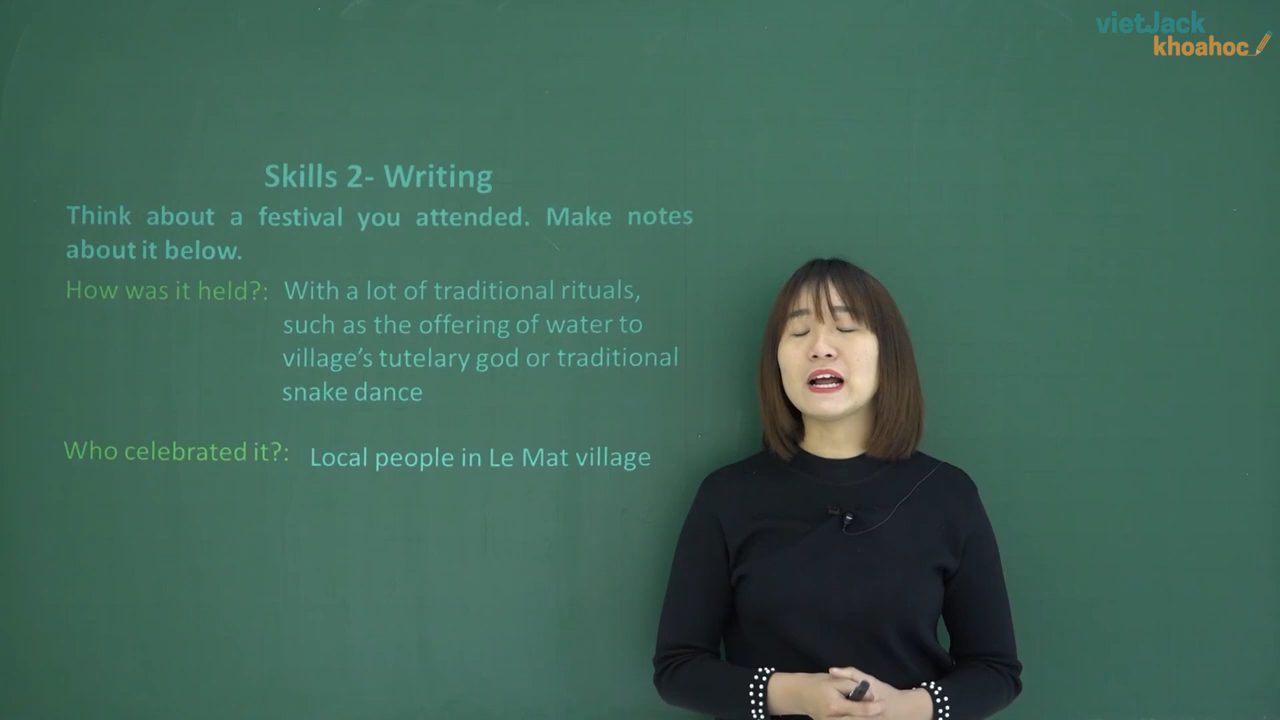 vietJack
khoahoc
Skills 2- Writing
Think about a festival you attended. Make notes
about it below.
How was it held?: With a lot of traditional rituals,
such as the offering of water to
village's tutelary god or traditional
snake dance
Who celebrated it?: Local people in Le Mat village